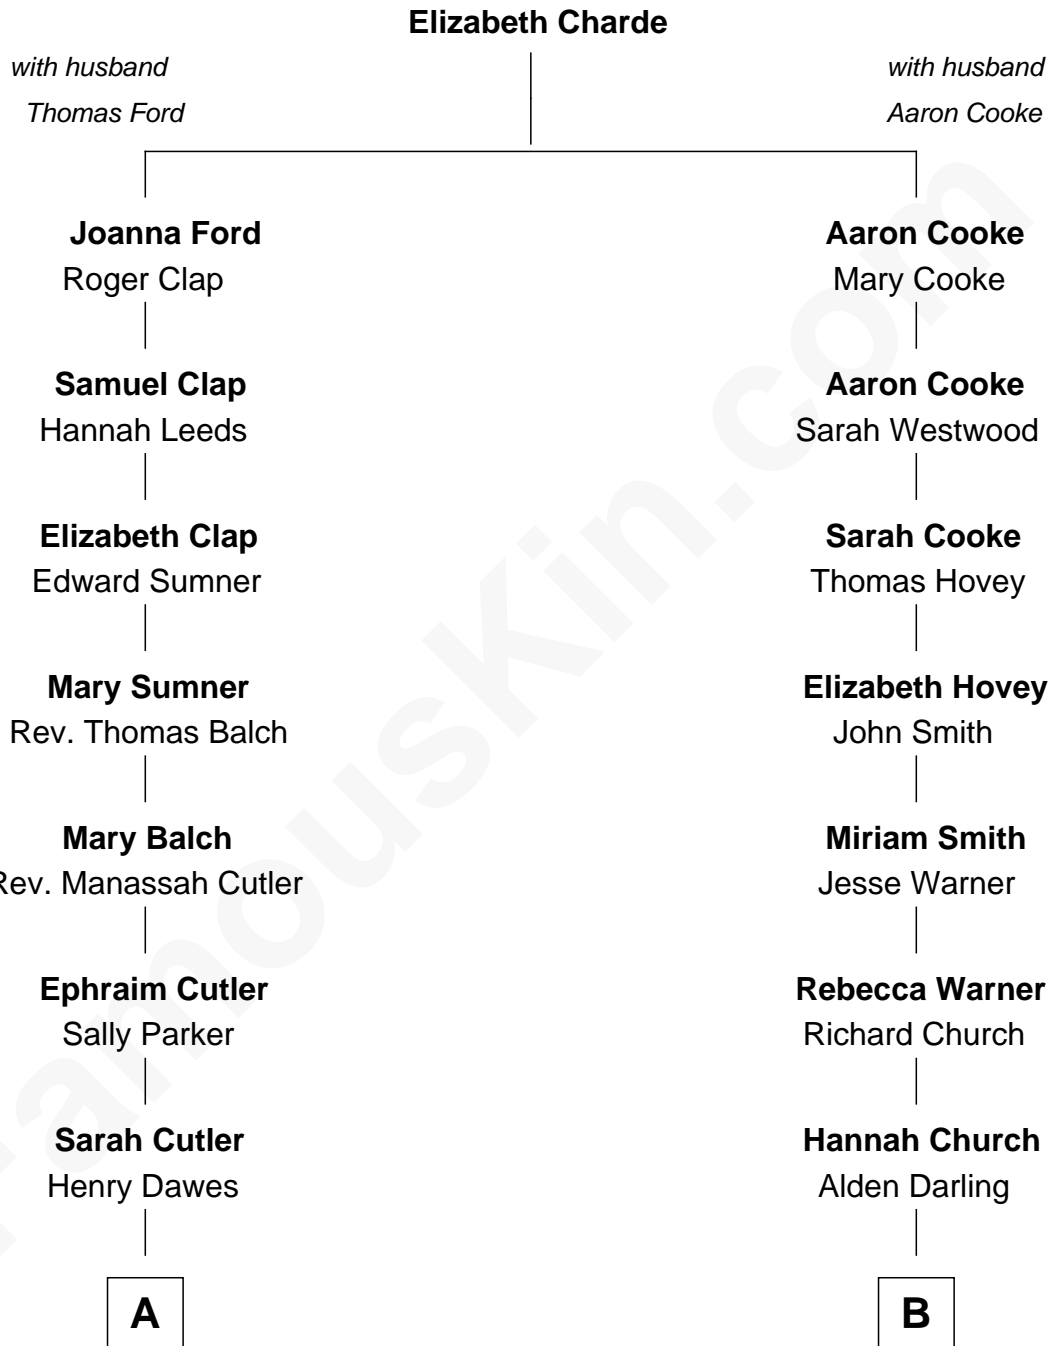 Elizabeth Charde
with husband
Thomas Ford
with husband
Aaron Cooke
Joanna Ford
Roger Clap
Aaron Cooke
Mary Cooke
Samuel Clap
Hannah Leeds
Aaron Cooke
Sarah Westwood
Elizabeth Clap
Edward Sumner
Sarah Cooke
Thomas Hovey
Mary Sumner
Rev. Thomas Balch
Elizabeth Hovey
John Smith
Mary Balch
Rev. Manassah Cutler
Miriam Smith
Jesse Warner
Ephraim Cutler
Sally Parker
Rebecca Warner
Richard Church
Sarah Cutler
Henry Dawes
Hannah Church
Alden Darling
A
B
FamousKin.com